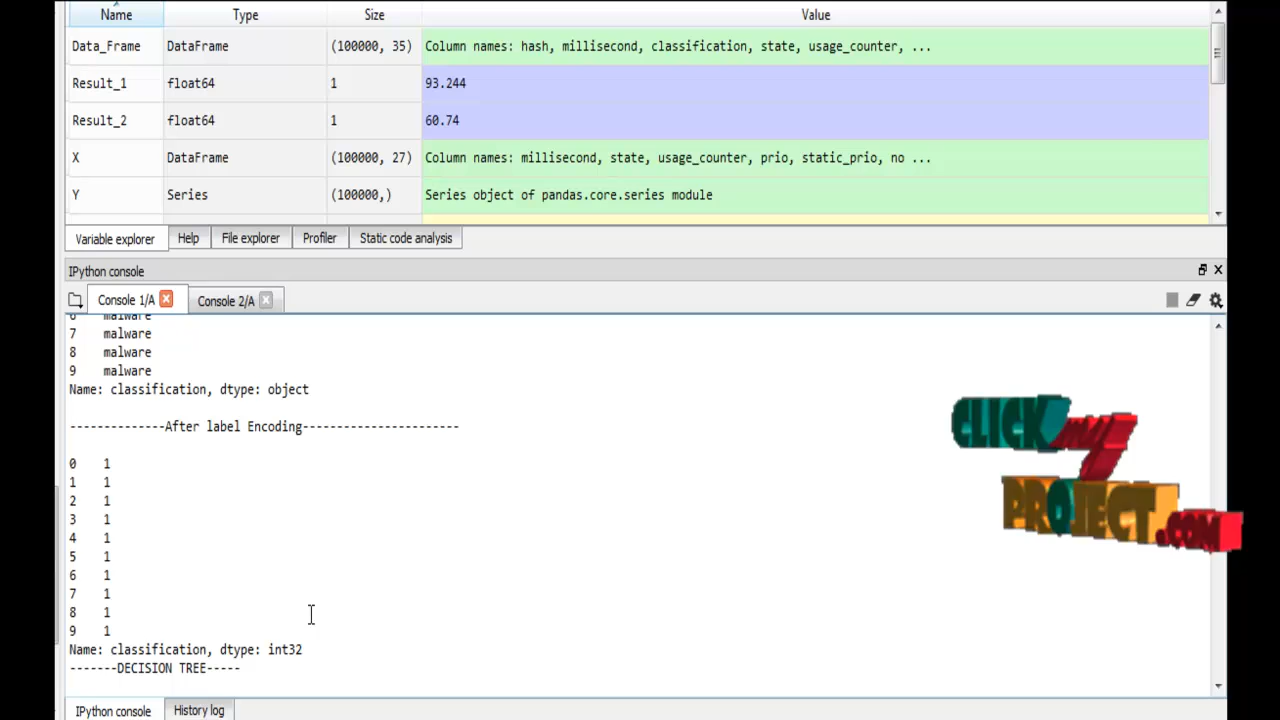 Name Type Size Value
Data_Frame DataFrame (100000, 35) Column names: hash, millisecond, classification, state, usage_counter, ...
Result_1 float64 1 93.244
Result_2 float64 1 60.74
X DataFrame (100000, 27) Column names: millisecond, state, usage_counter, prio, static_prio, no ...
Y Series (100000,) Series object of pandas.core.series module
Variable explorer Help File explorer Profiler Static code analysis
IPython console
Console 1/A Console 2/A
6 malware
7 malware
8 malware
9 malware
Name: classification, dtype: object
--------------After label Encoding-----------------------
0 1
1 1
2 1
3 1
4 1
5 1
6 1
7 1
8 1
9 1
Name: classification, dtype: int32
-------DECISION TREE-----
CLICK my
PROJECT.COM
IPython console History log